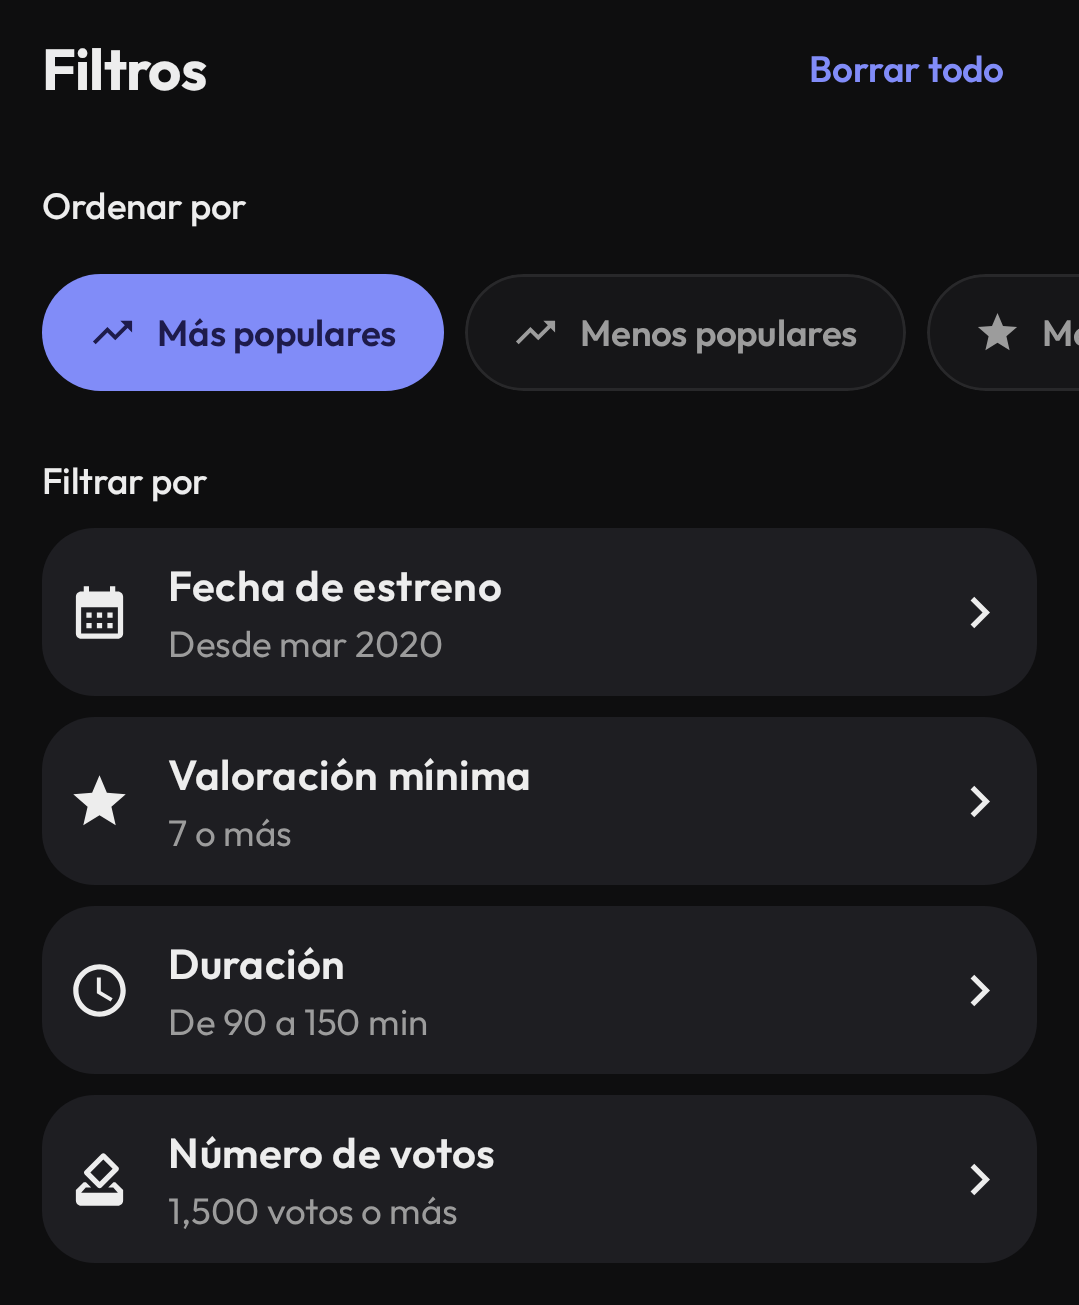 Filtros
Borrar todo
Ordenar por
Más populares
Menos populares
Filtrar por
Fecha de estreno
Desde mar 2020
Valoración mínima
7 o más
Duración
De 90 a 150 min
Número de votos
1,500 votos o más